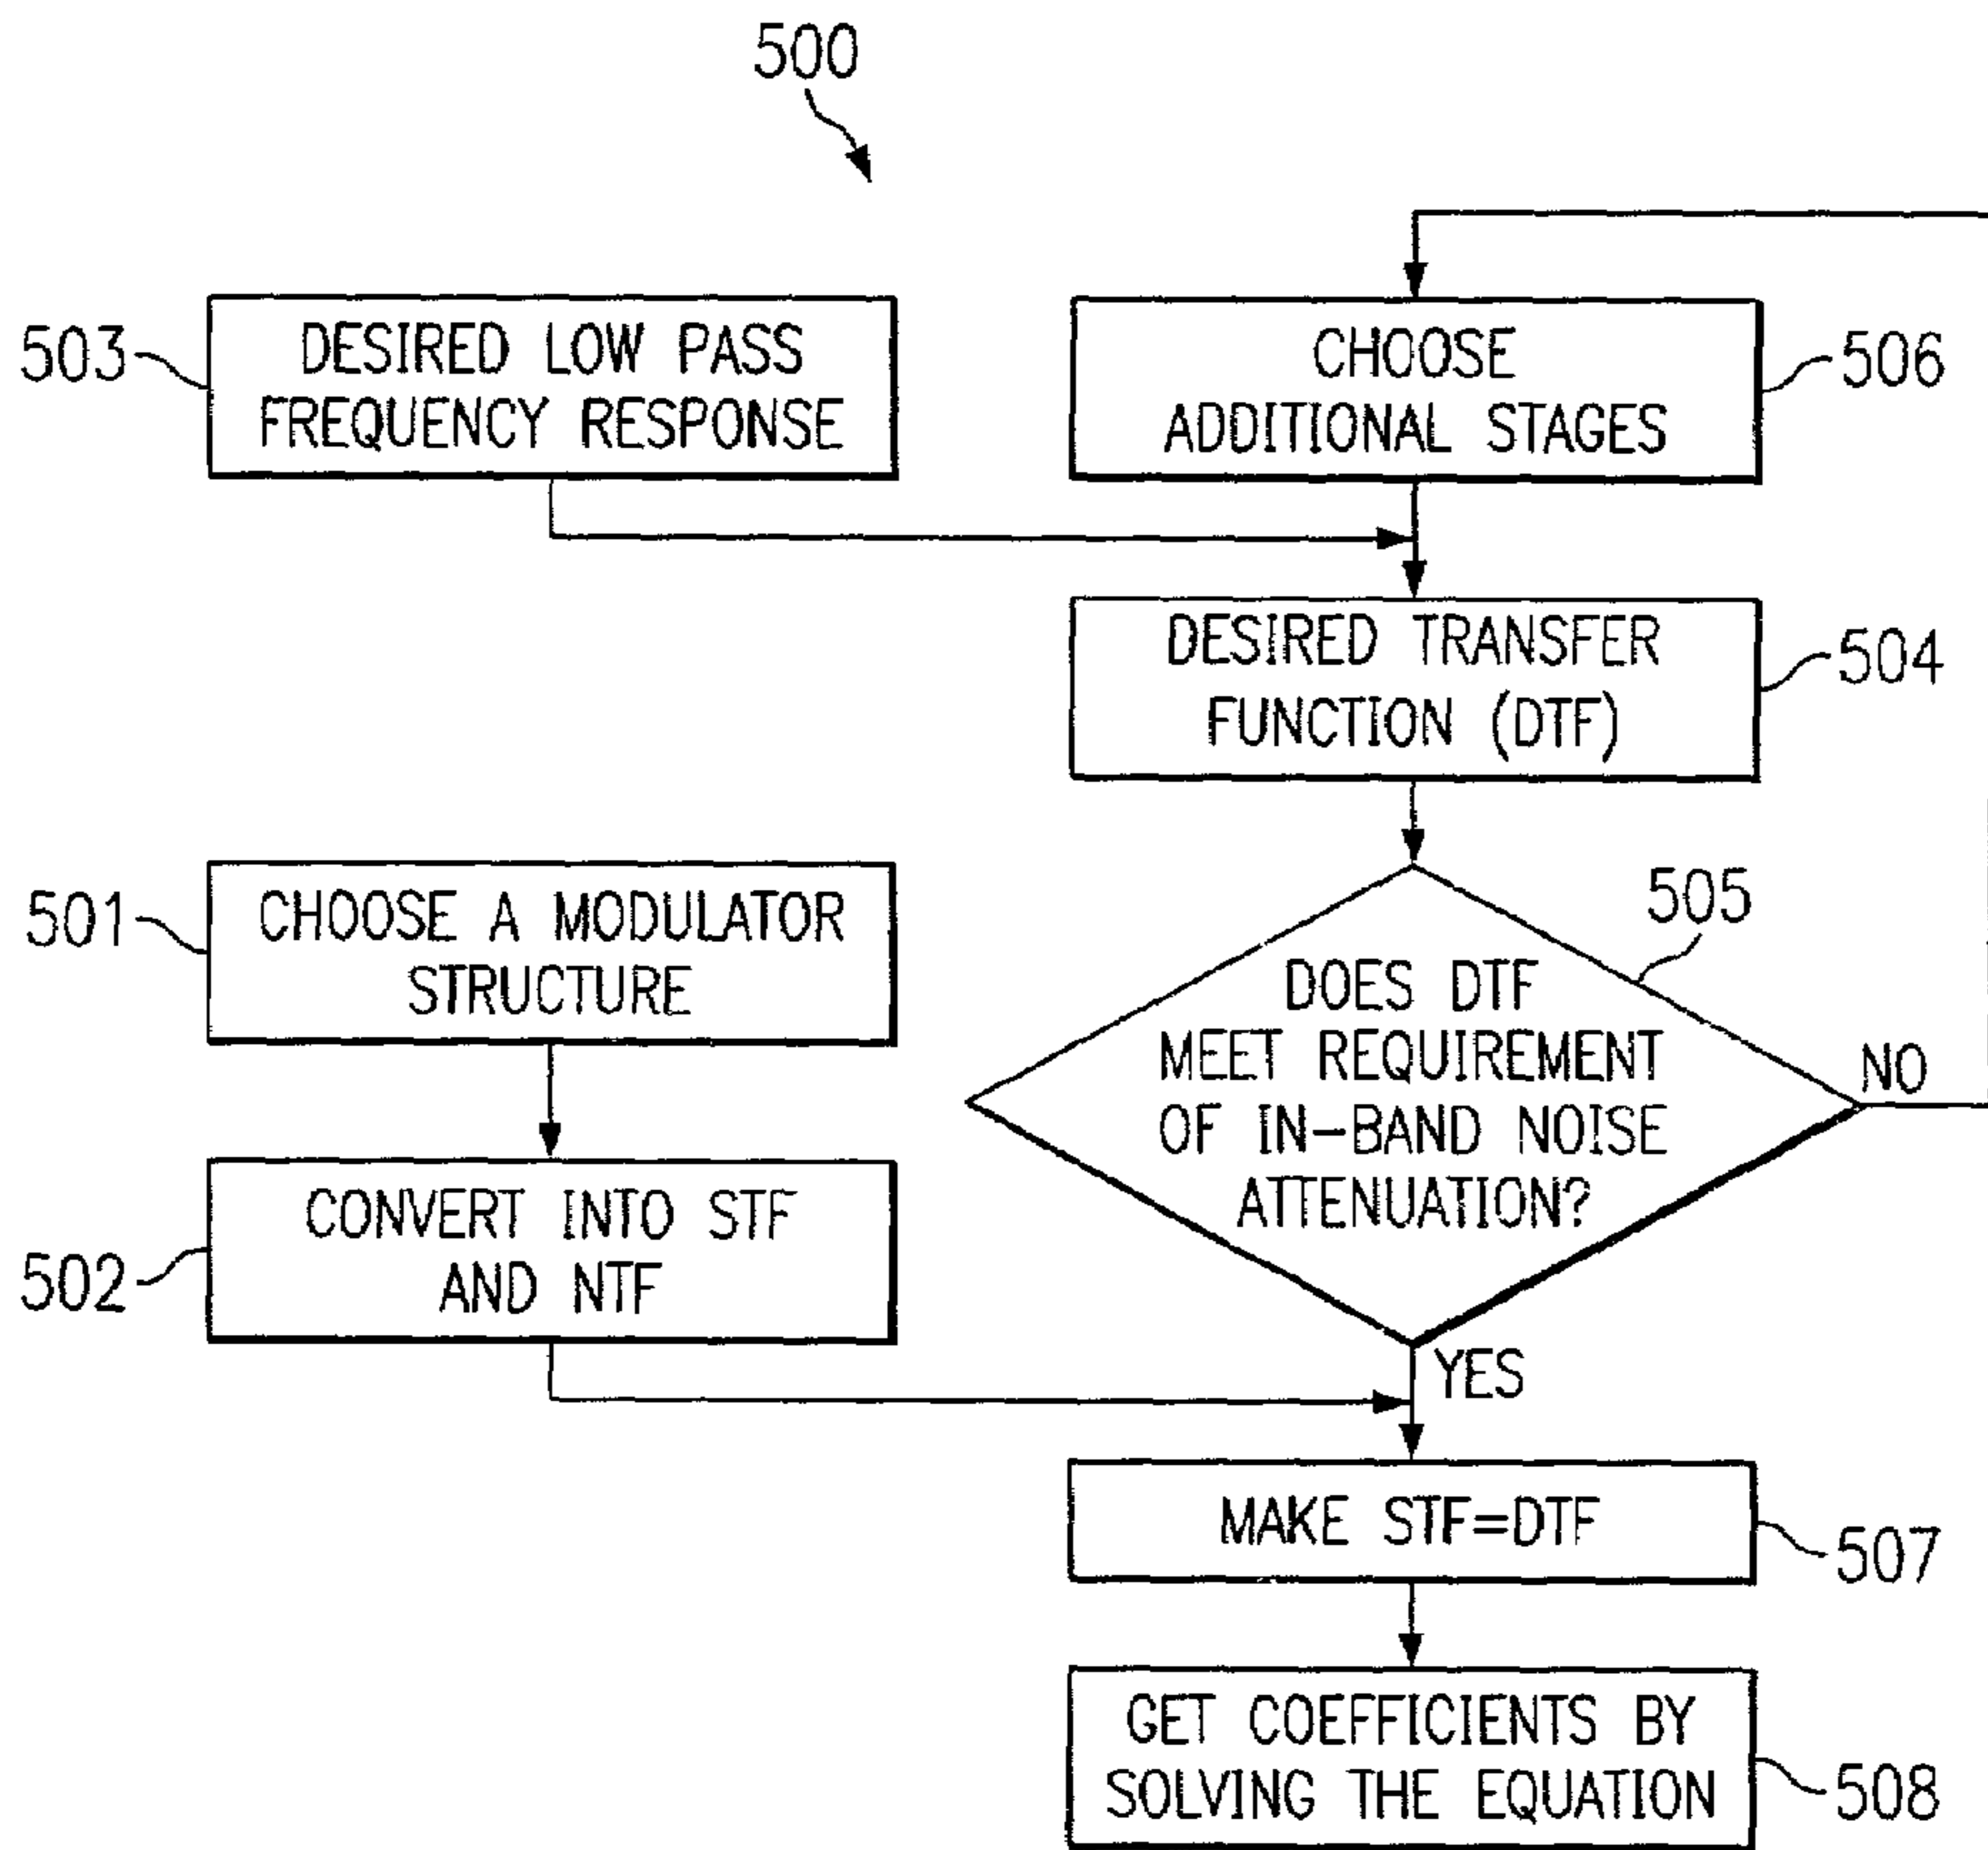 500
503
DESIRED LOW PASS
FREQUENCY RESPONSE
CHOOSE
ADDITIONAL STAGES
506
DESIRED TRANSFER
FUNCTION (DTF)
504
501
CHOOSE A MODULATOR
STRUCTURE
505
DOES DTF
MEET REQUIREMENT
OF IN-BAND NOISE
ATTENUATION?
NO
502
CONVERT INTO STF
AND NTF
YES
MAKE STF=DTF
507
GET COEFFICIENTS BY
SOLVING THE EQUATION
508